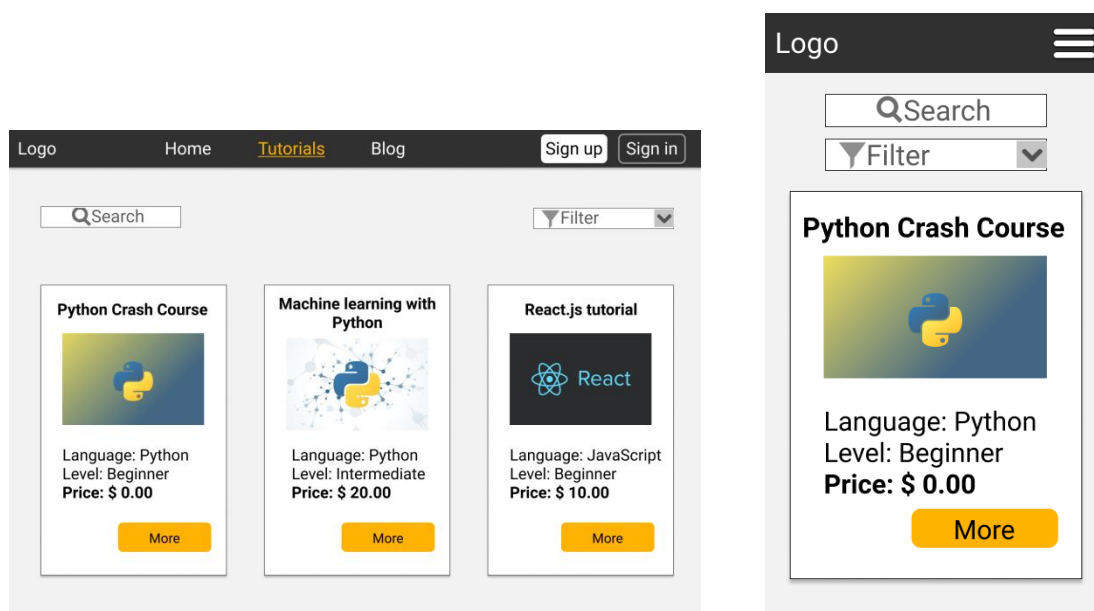 Logo Home Tutorials Blog Sign up Sign in
Search Filter
Python Crash Course
Language: Python
Level: Beginner
Price: $ 0.00
More
Machine learning with
Python
Language: Python
Level: Intermediate
Price: $ 20.00
More
React.js tutorial
React
Language: JavaScript
Level: Beginner
Price: $ 10.00
More
Logo
Search
Filter
Python Crash Course
Language: Python
Level: Beginner
Price: $ 0.00
More